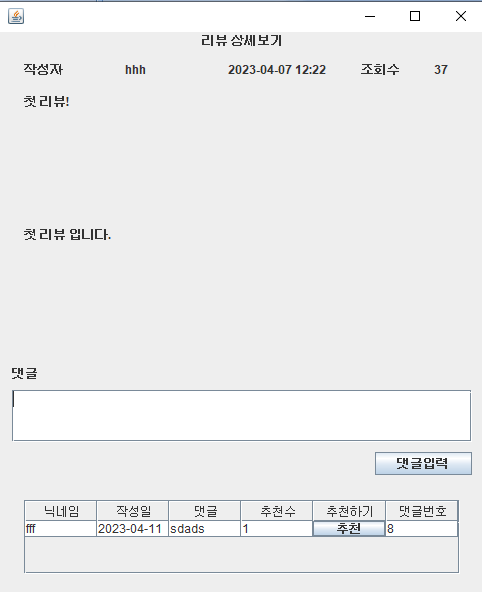 리뷰 상세보기
작성자 hhh 2023-04-07 12:22 조회수 37
첫 리뷰!
첫 리뷰 입니다.
댓글
댓글입력
닉네임 작성일 댓글 추천수 추천하기 댓글번호
fff 2023-04-11 sdads 1 추천 8